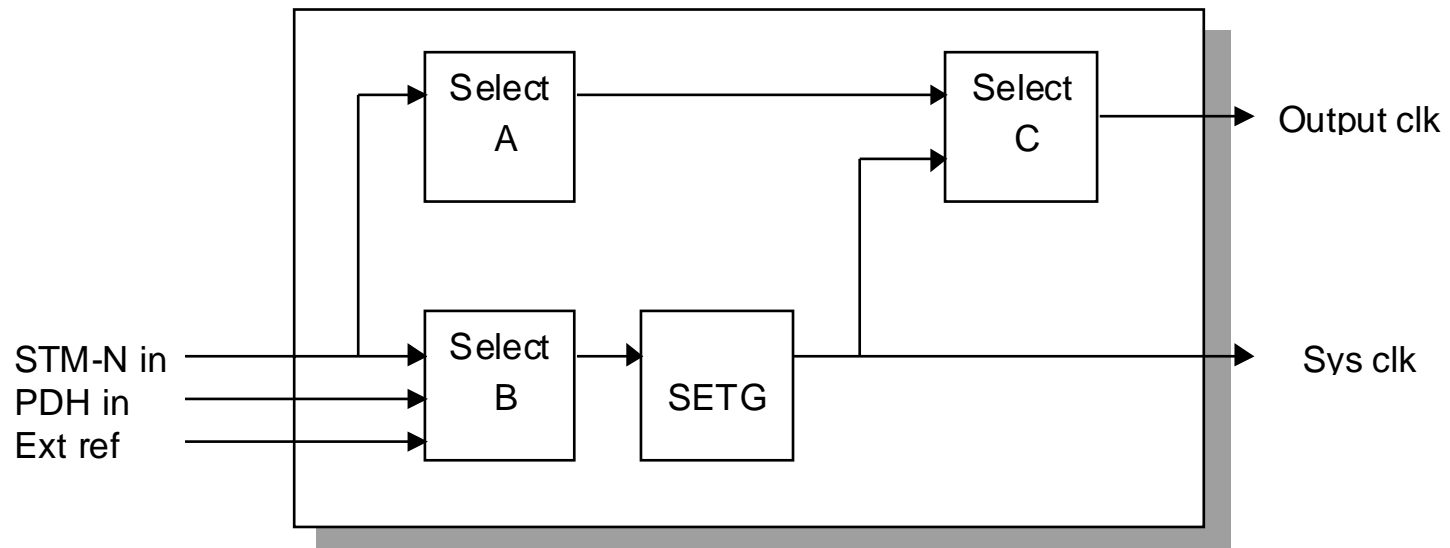 Select
A
Select
C
Output clk
STM-N in
PDH in
Ext ref
Select
B
SETG
Sys clk